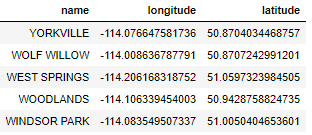 name longitude latitude
YORKVILLE -114.076647581736 50.8704034468757
WOLF WILLOW -114.008636787791 50.8707242991201
WEST SPRINGS -114.206168318752 51.0597323984505
WOODLANDS -114.106339454003 50.9428758824735
WINDSOR PARK -114.083549507337 51.0050404653601